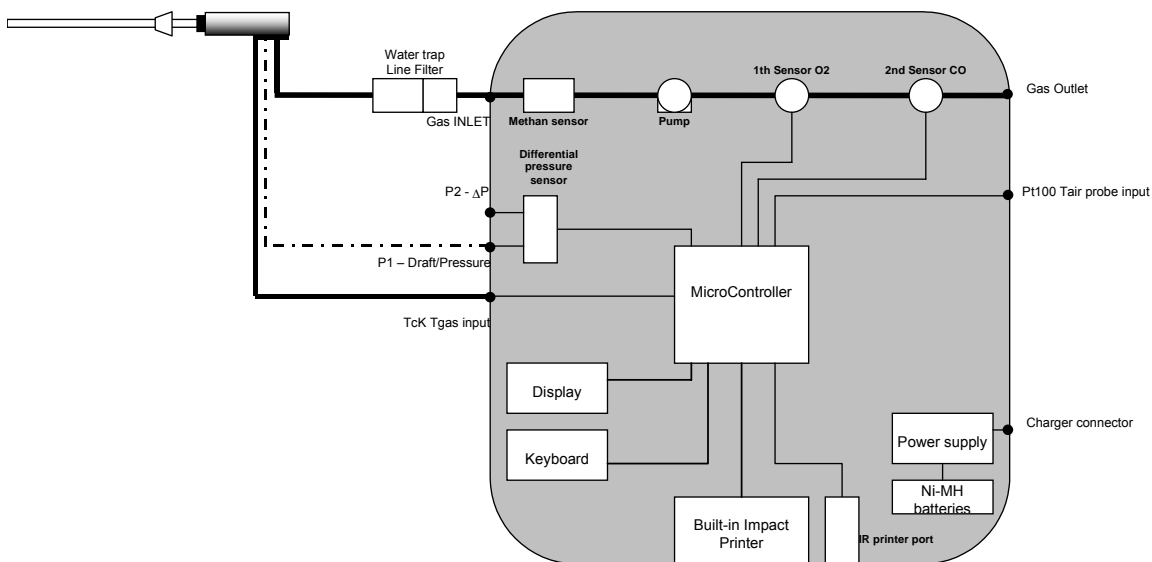 Water trap
Line Filter
Gas INLET
Methan sensor
Pump
1th Sensor O2
2nd Sensor CO
Gas Outlet
Differential
pressure
sensor
P2 - ΔP
Pt100 Tair probe input
P1 – Draft/Pressure
MicroController
TcK Tgas input
Display
Keyboard
Charger connector
Power supply
Ni-MH
batteries
Built-in Impact
Printer
IR printer port